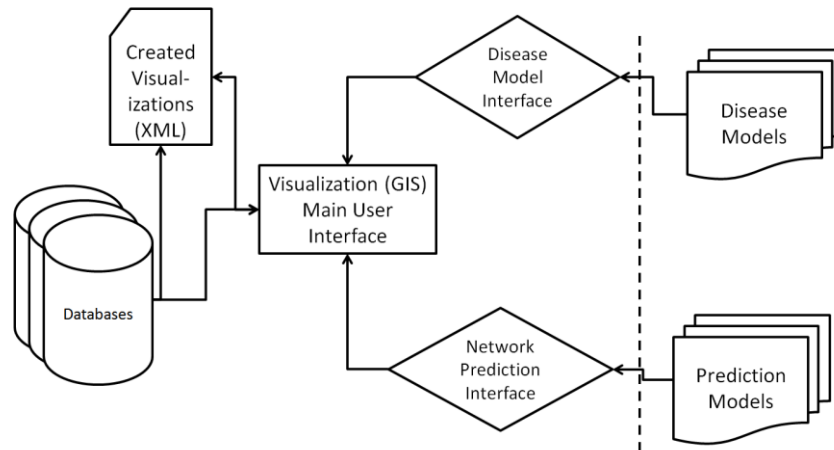 Created
Visual-
izations
(XML)
Disease
Model
Interface
Disease
Models
Visualization (GIS)
Main User
Interface
Databases
Network
Prediction
Interface
Prediction
Models